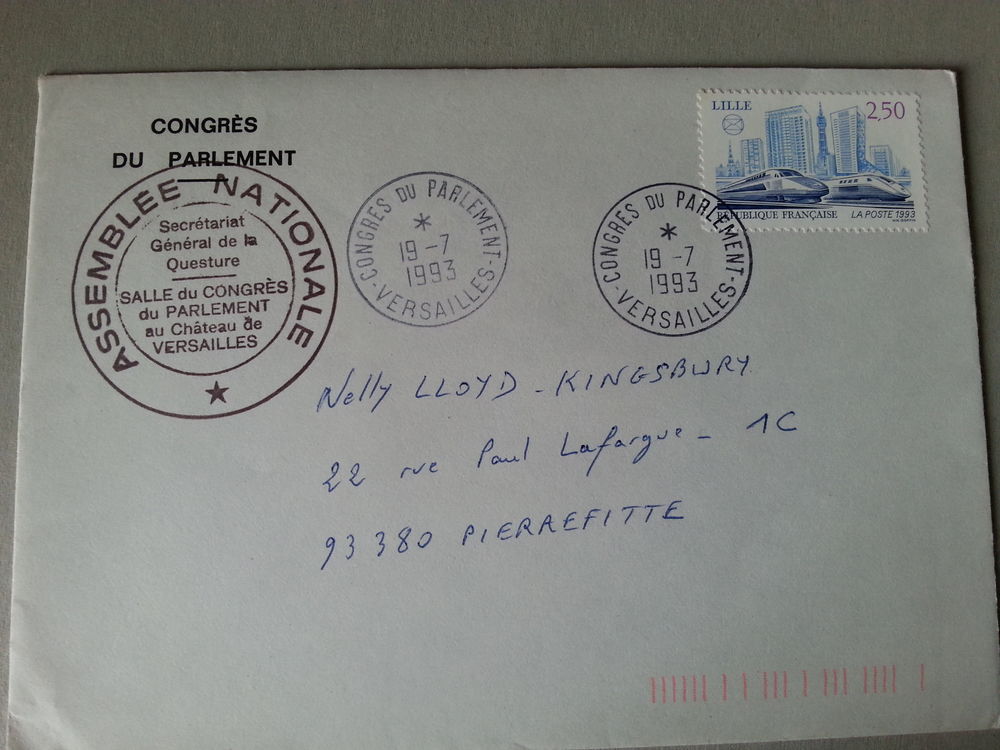 CONGRÈS
DU PARLEMENT
ASSEMBLÉE NATIONALE
Secrétariat
Général de la
Questure
SALLE du CONGRÈS
du PARLEMENT
au Château de
VERSAILLES
CONGRES DU PARLEMENT
19-7
1993
-VERSAILLES-
CONGRES DU PARLEMENT
19-7
1993
-VERSAILLES-
LILLE
2,50
RÉPUBLIQUE FRANÇAISE
LA POSTE 1993
Nelly LLOYD-KINGSBURY
22 rue Paul Lafargue - 1C
93380 PIERREFITTE